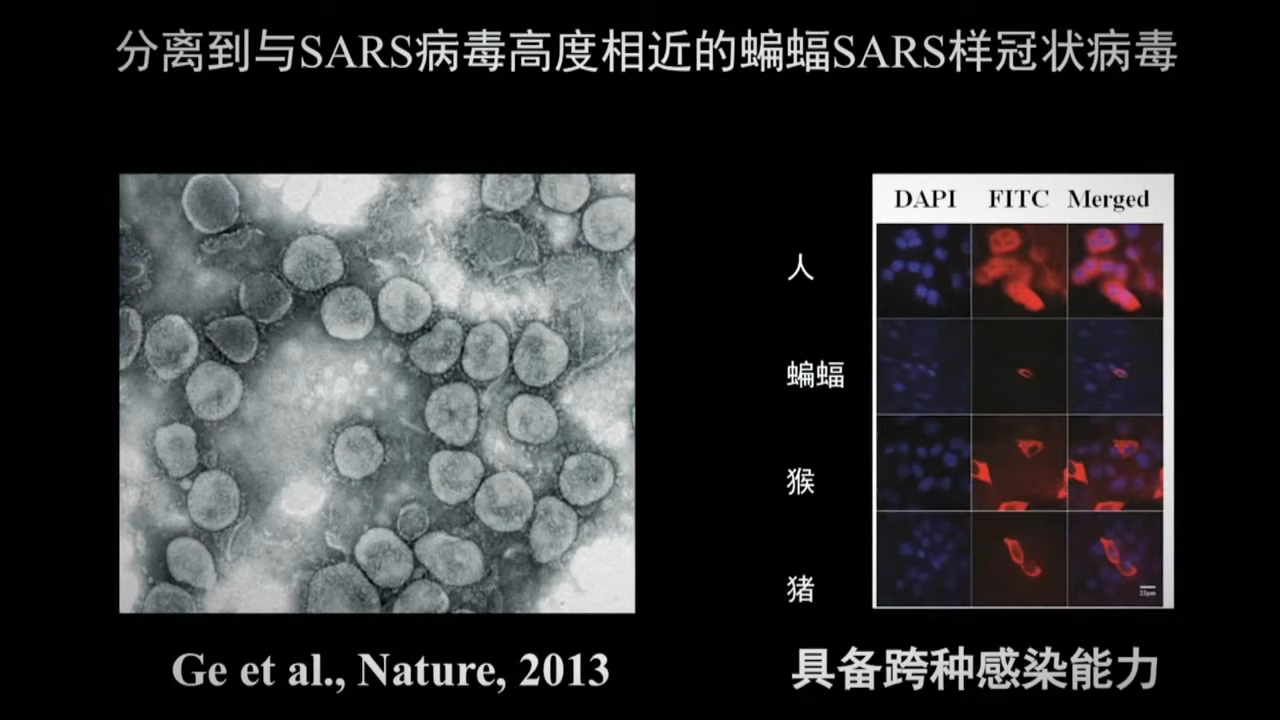 分离到与SARS病毒高度相近的蝙蝠SARS样冠状病毒
DAPI FITC Merged
人
蝙蝠
猴
猪
Ge et al., Nature, 2013
具备跨种感染能力